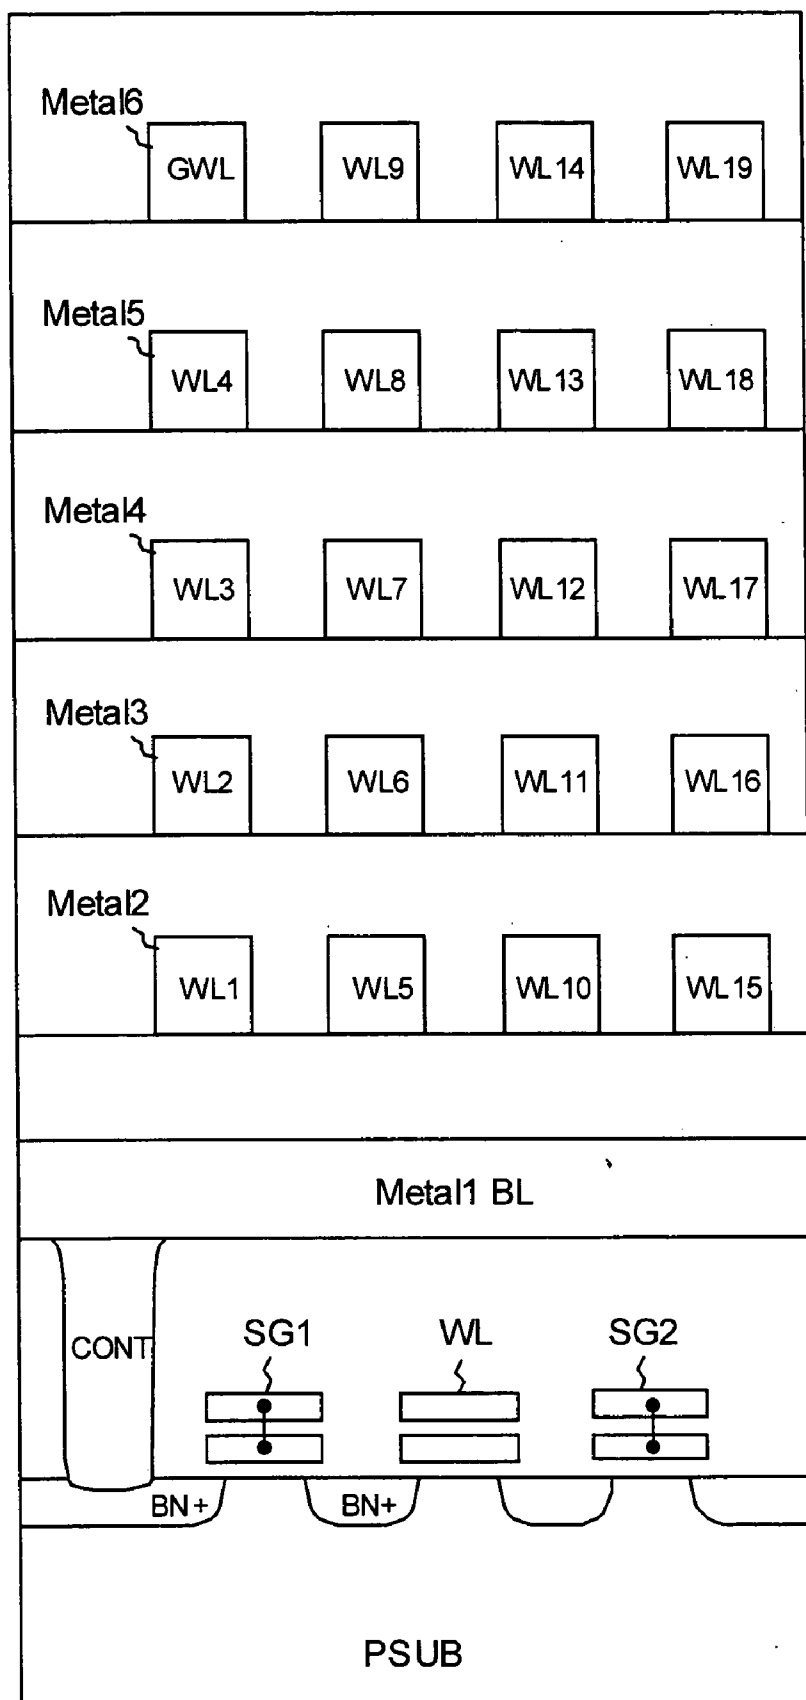 Metal6
GWL WL9 WL14 WL19
Metal5
WL4 WL8 WL13 WL18
Metal4
WL3 WL7 WL12 WL17
Metal3
WL2 WL6 WL11 WL16
Metal2
WL1 WL5 WL10 WL15
Metal1 BL
CONT SG1 WL SG2
BN+ BN+
PSUB